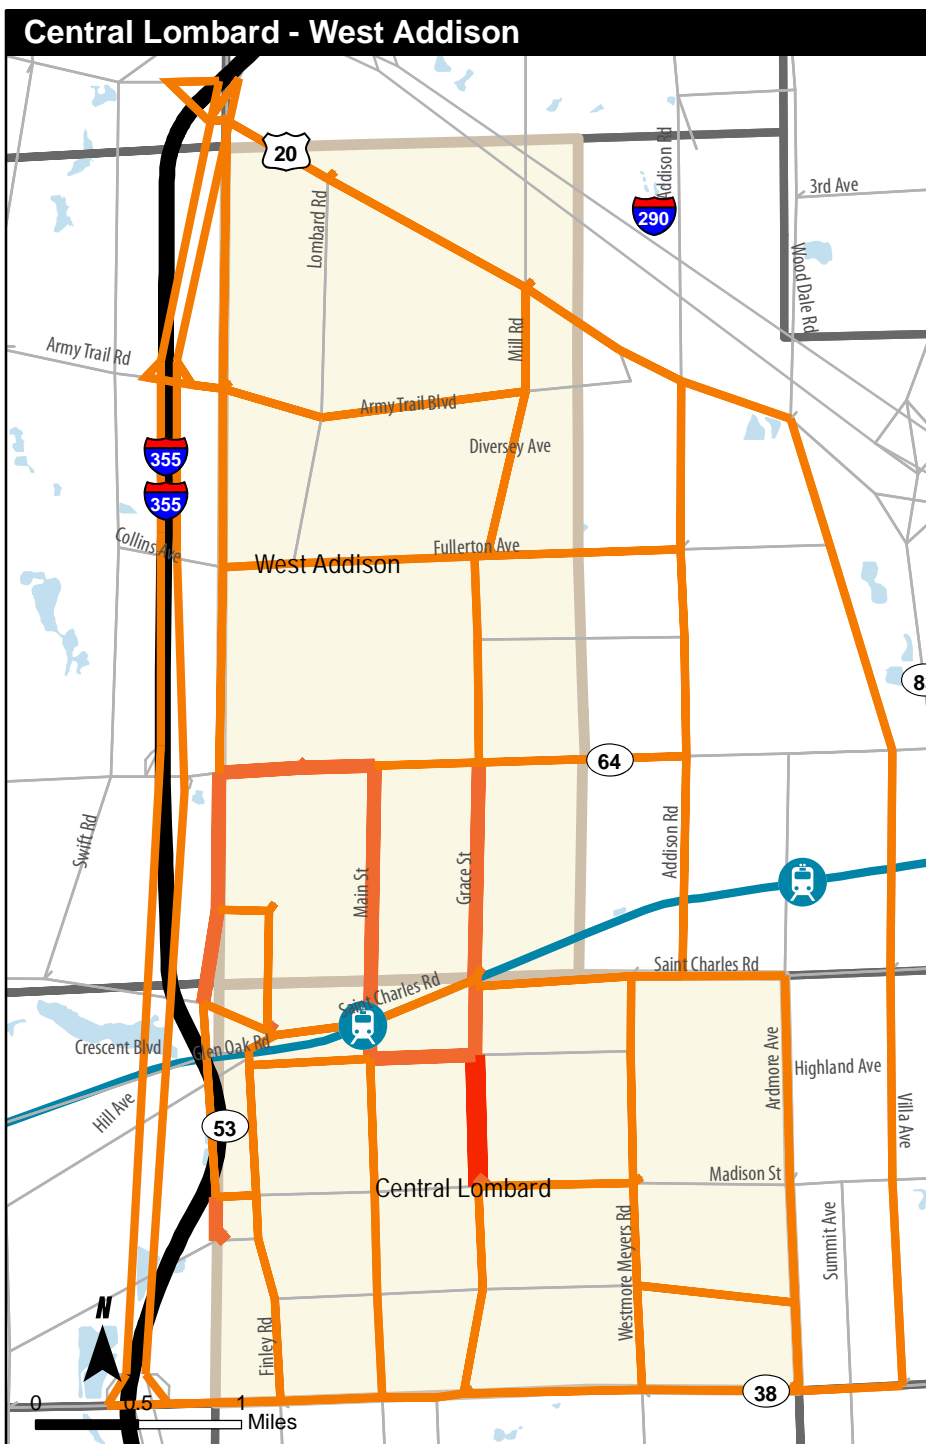 Central Lombard - West Addison
20
Addison Rd
3rd Ave
Lombard Rd
290
Wood Dale Rd
Mill Rd
Army Trail Rd
Army Trail Blvd
Diversey Ave
355
355
Collins Ave
Fullerton Ave
West Addison
8
64
Swift Rd
Main St
Grace St
Addison Rd
Saint Charles Rd
Saint Charles Rd
Crescent Blvd
Glen Oak Rd
Ardmore Ave
Highland Ave
Hill Ave
53
Villa Ave
Madison St
Central Lombard
Westmore Meyers Rd
Summit Ave
N
Finley Rd
38
0 0.5 1
Miles